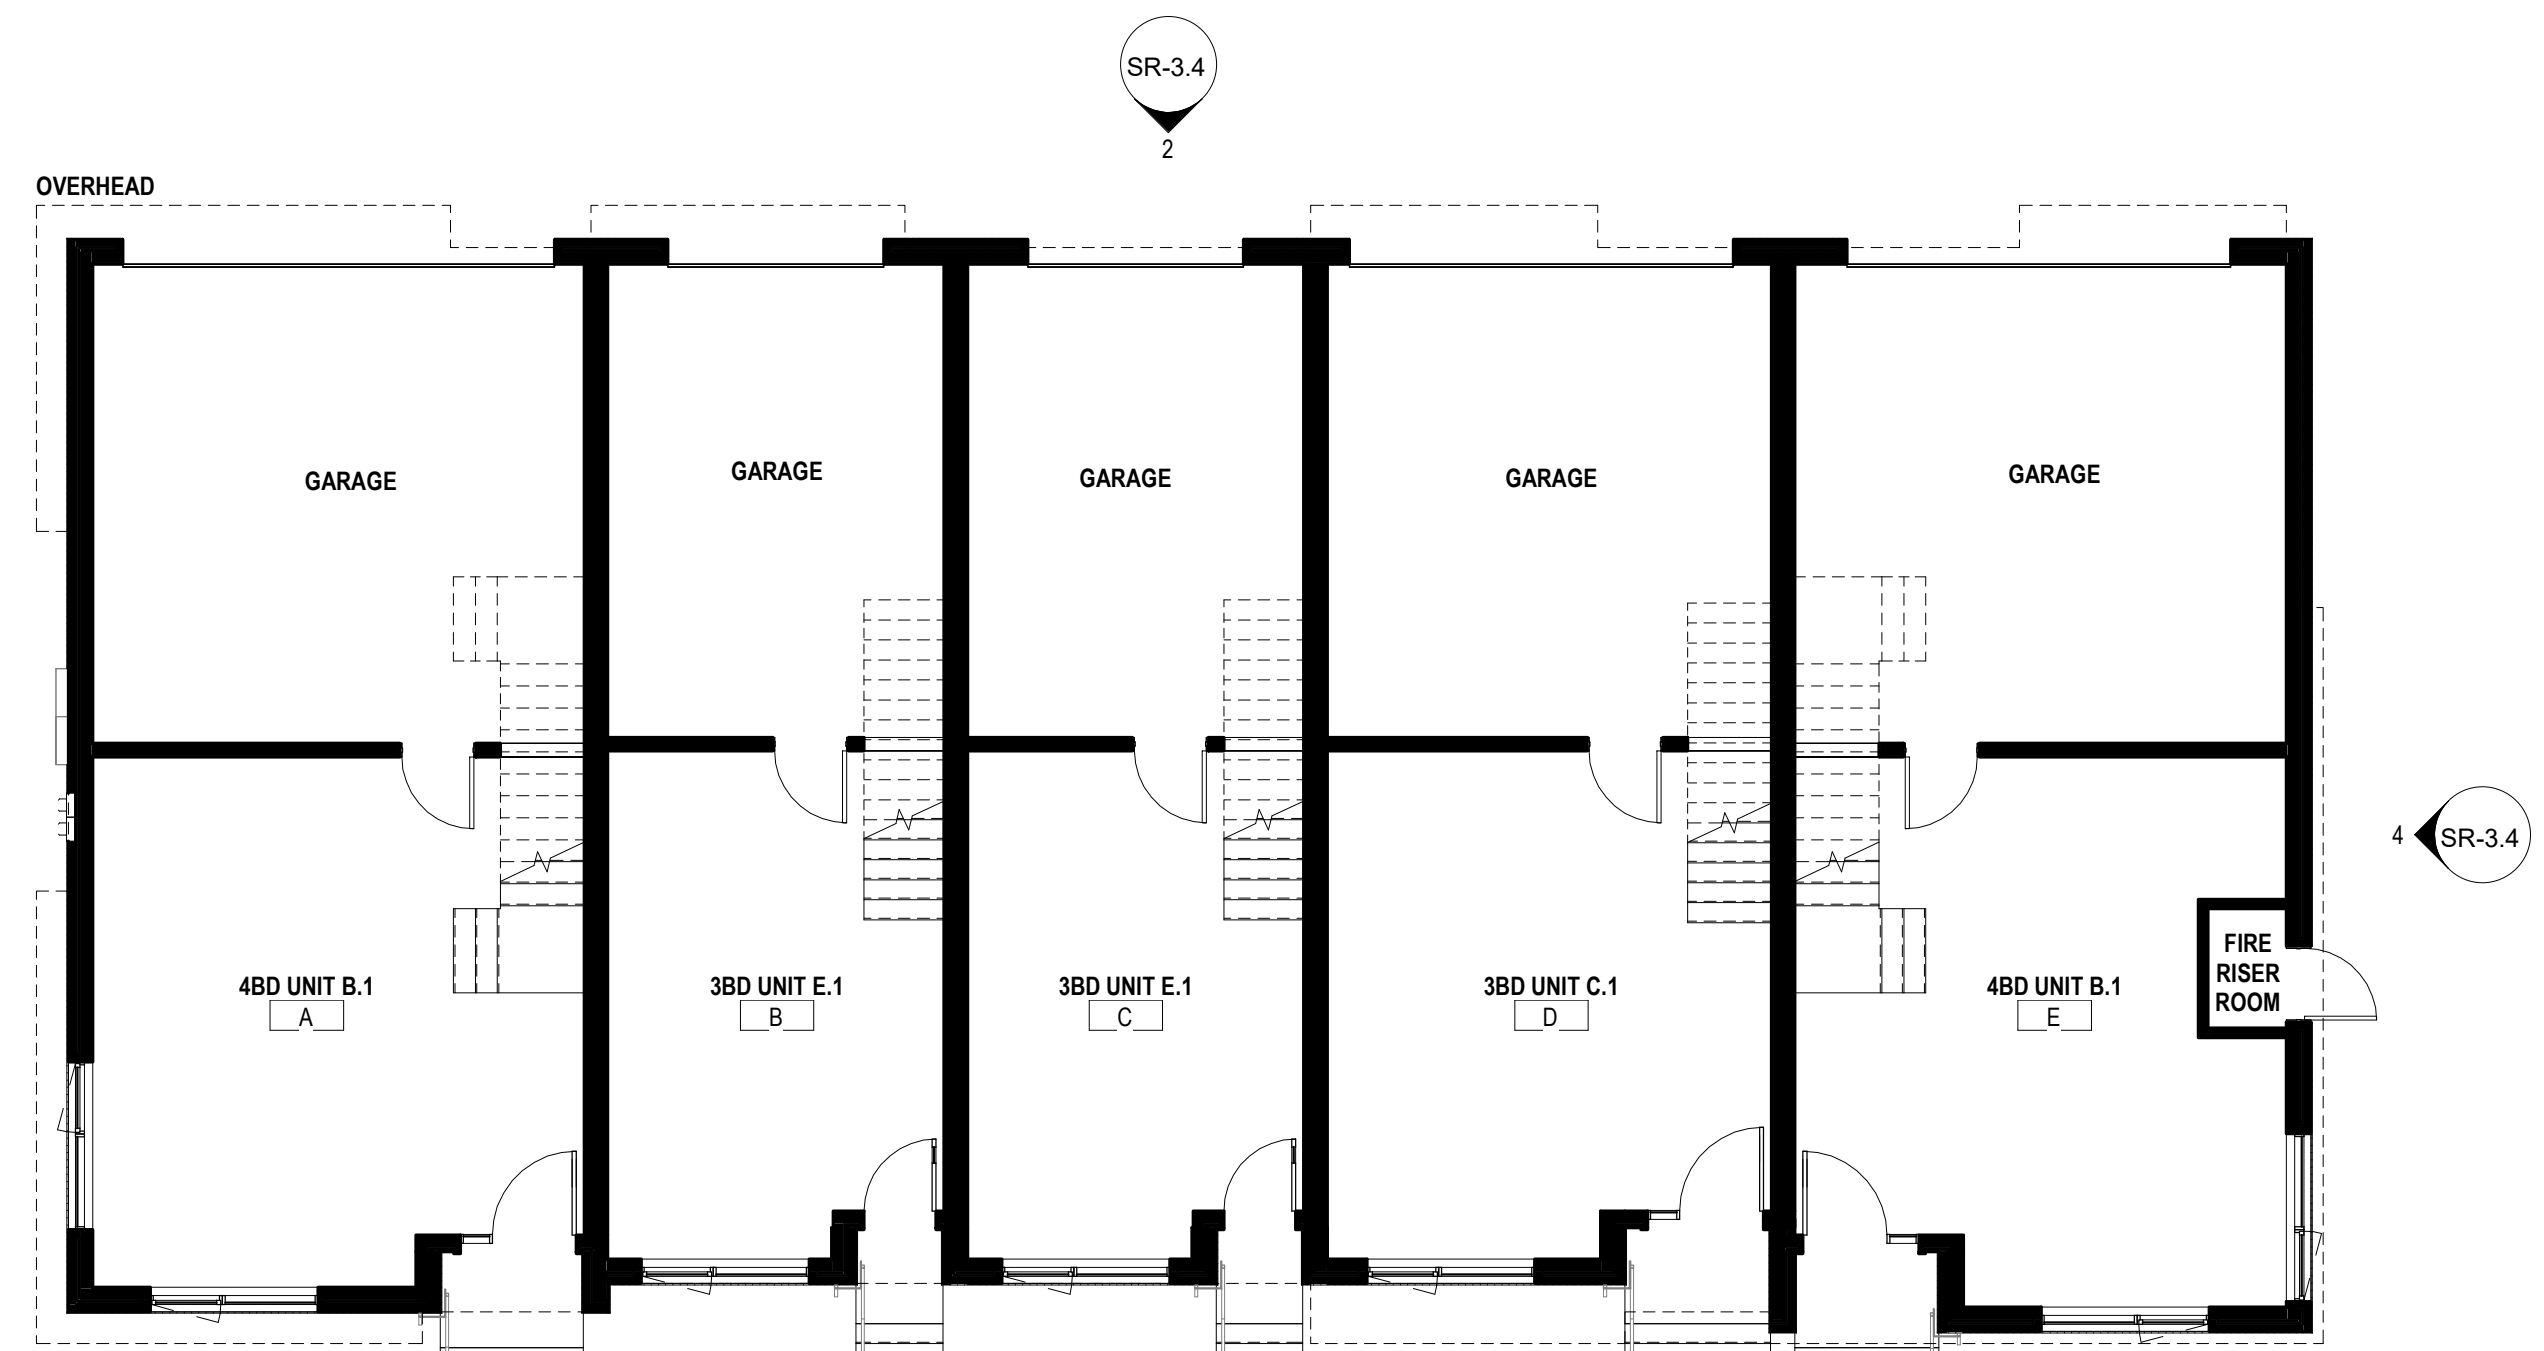 SR-3.4
2
OVERHEAD
GARAGE
GARAGE
GARAGE
GARAGE
GARAGE
4
SR-3.4
FIRE
RISER
ROOM
4BD UNIT B.1
A
3BD UNIT E.1
B
3BD UNIT E.1
C
3BD UNIT C.1
D
4BD UNIT B.1
E